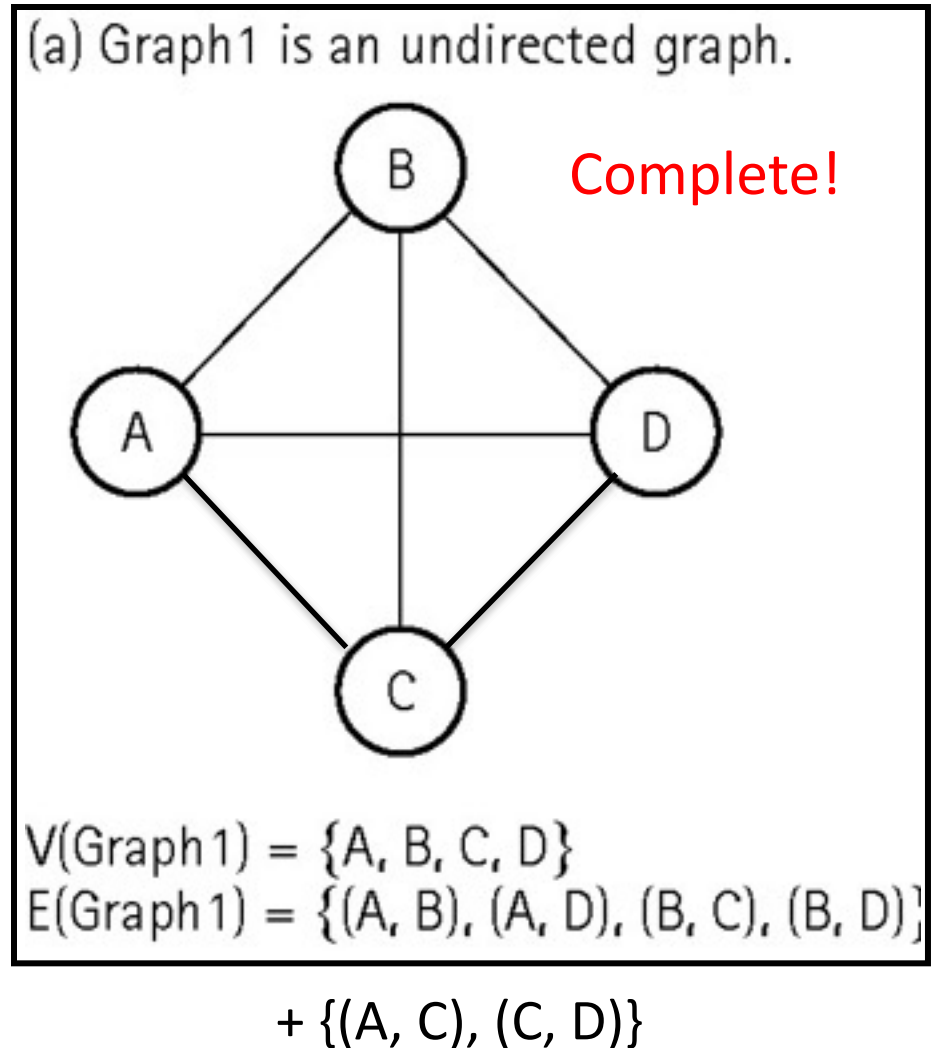 (a) Graph1 is an undirected graph.
B
Complete!
A
D
C
V(Graph1) = {A, B, C, D}
E(Graph1) = {(A, B), (A, D), (B, C), (B, D)}
+ {(A, C), (C, D)}